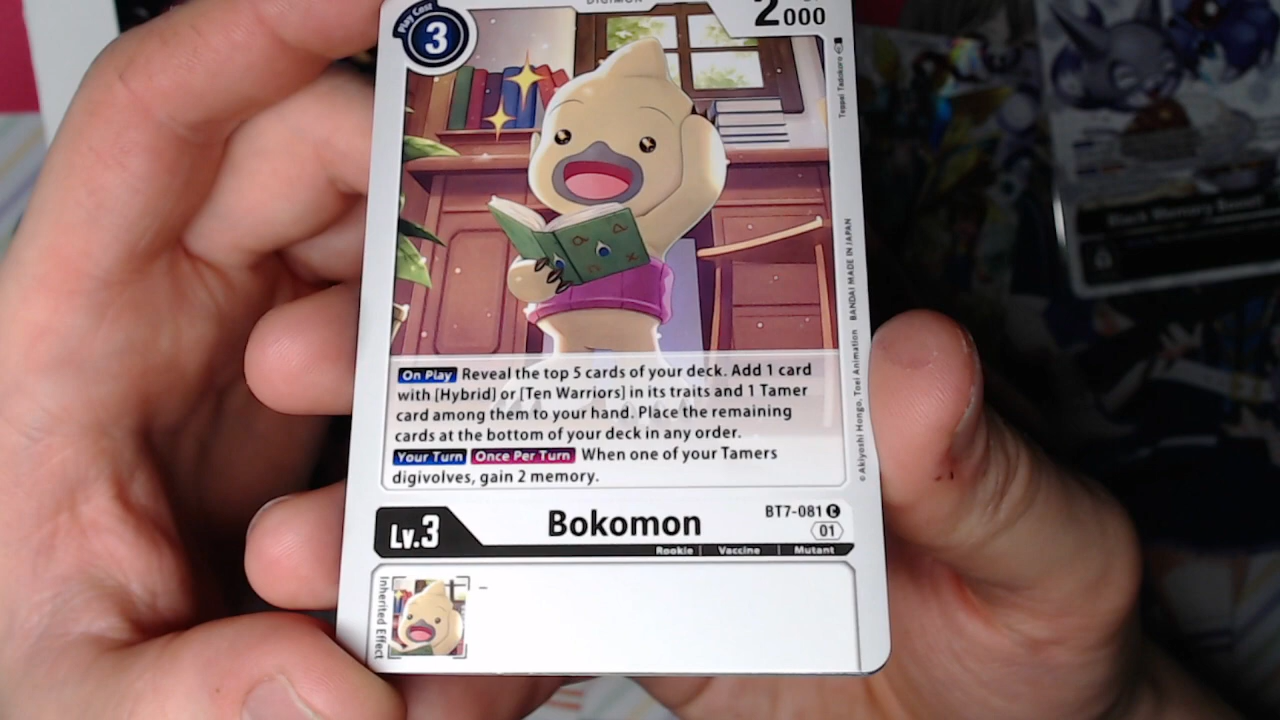 DIGIMON
Play Cost
3
2000
Teppei Tadokoro
On Play Reveal the top 5 cards of your deck. Add 1 card
with [Hybrid] or [Ten Warriors] in its traits and 1 Tamer
card among them to your hand. Place the remaining
cards at the bottom of your deck in any order.
Your Turn Once Per Turn When one of your Tamers
digivolves, gain 2 memory.
©Akiyoshi Hongo, Toei Animation BANDAI MADE IN JAPAN
Lv.3
Bokomon
BT7-081 C
01
Rookie | Vaccine | Mutant
Inherited Effect
-
Black Memory Boost!